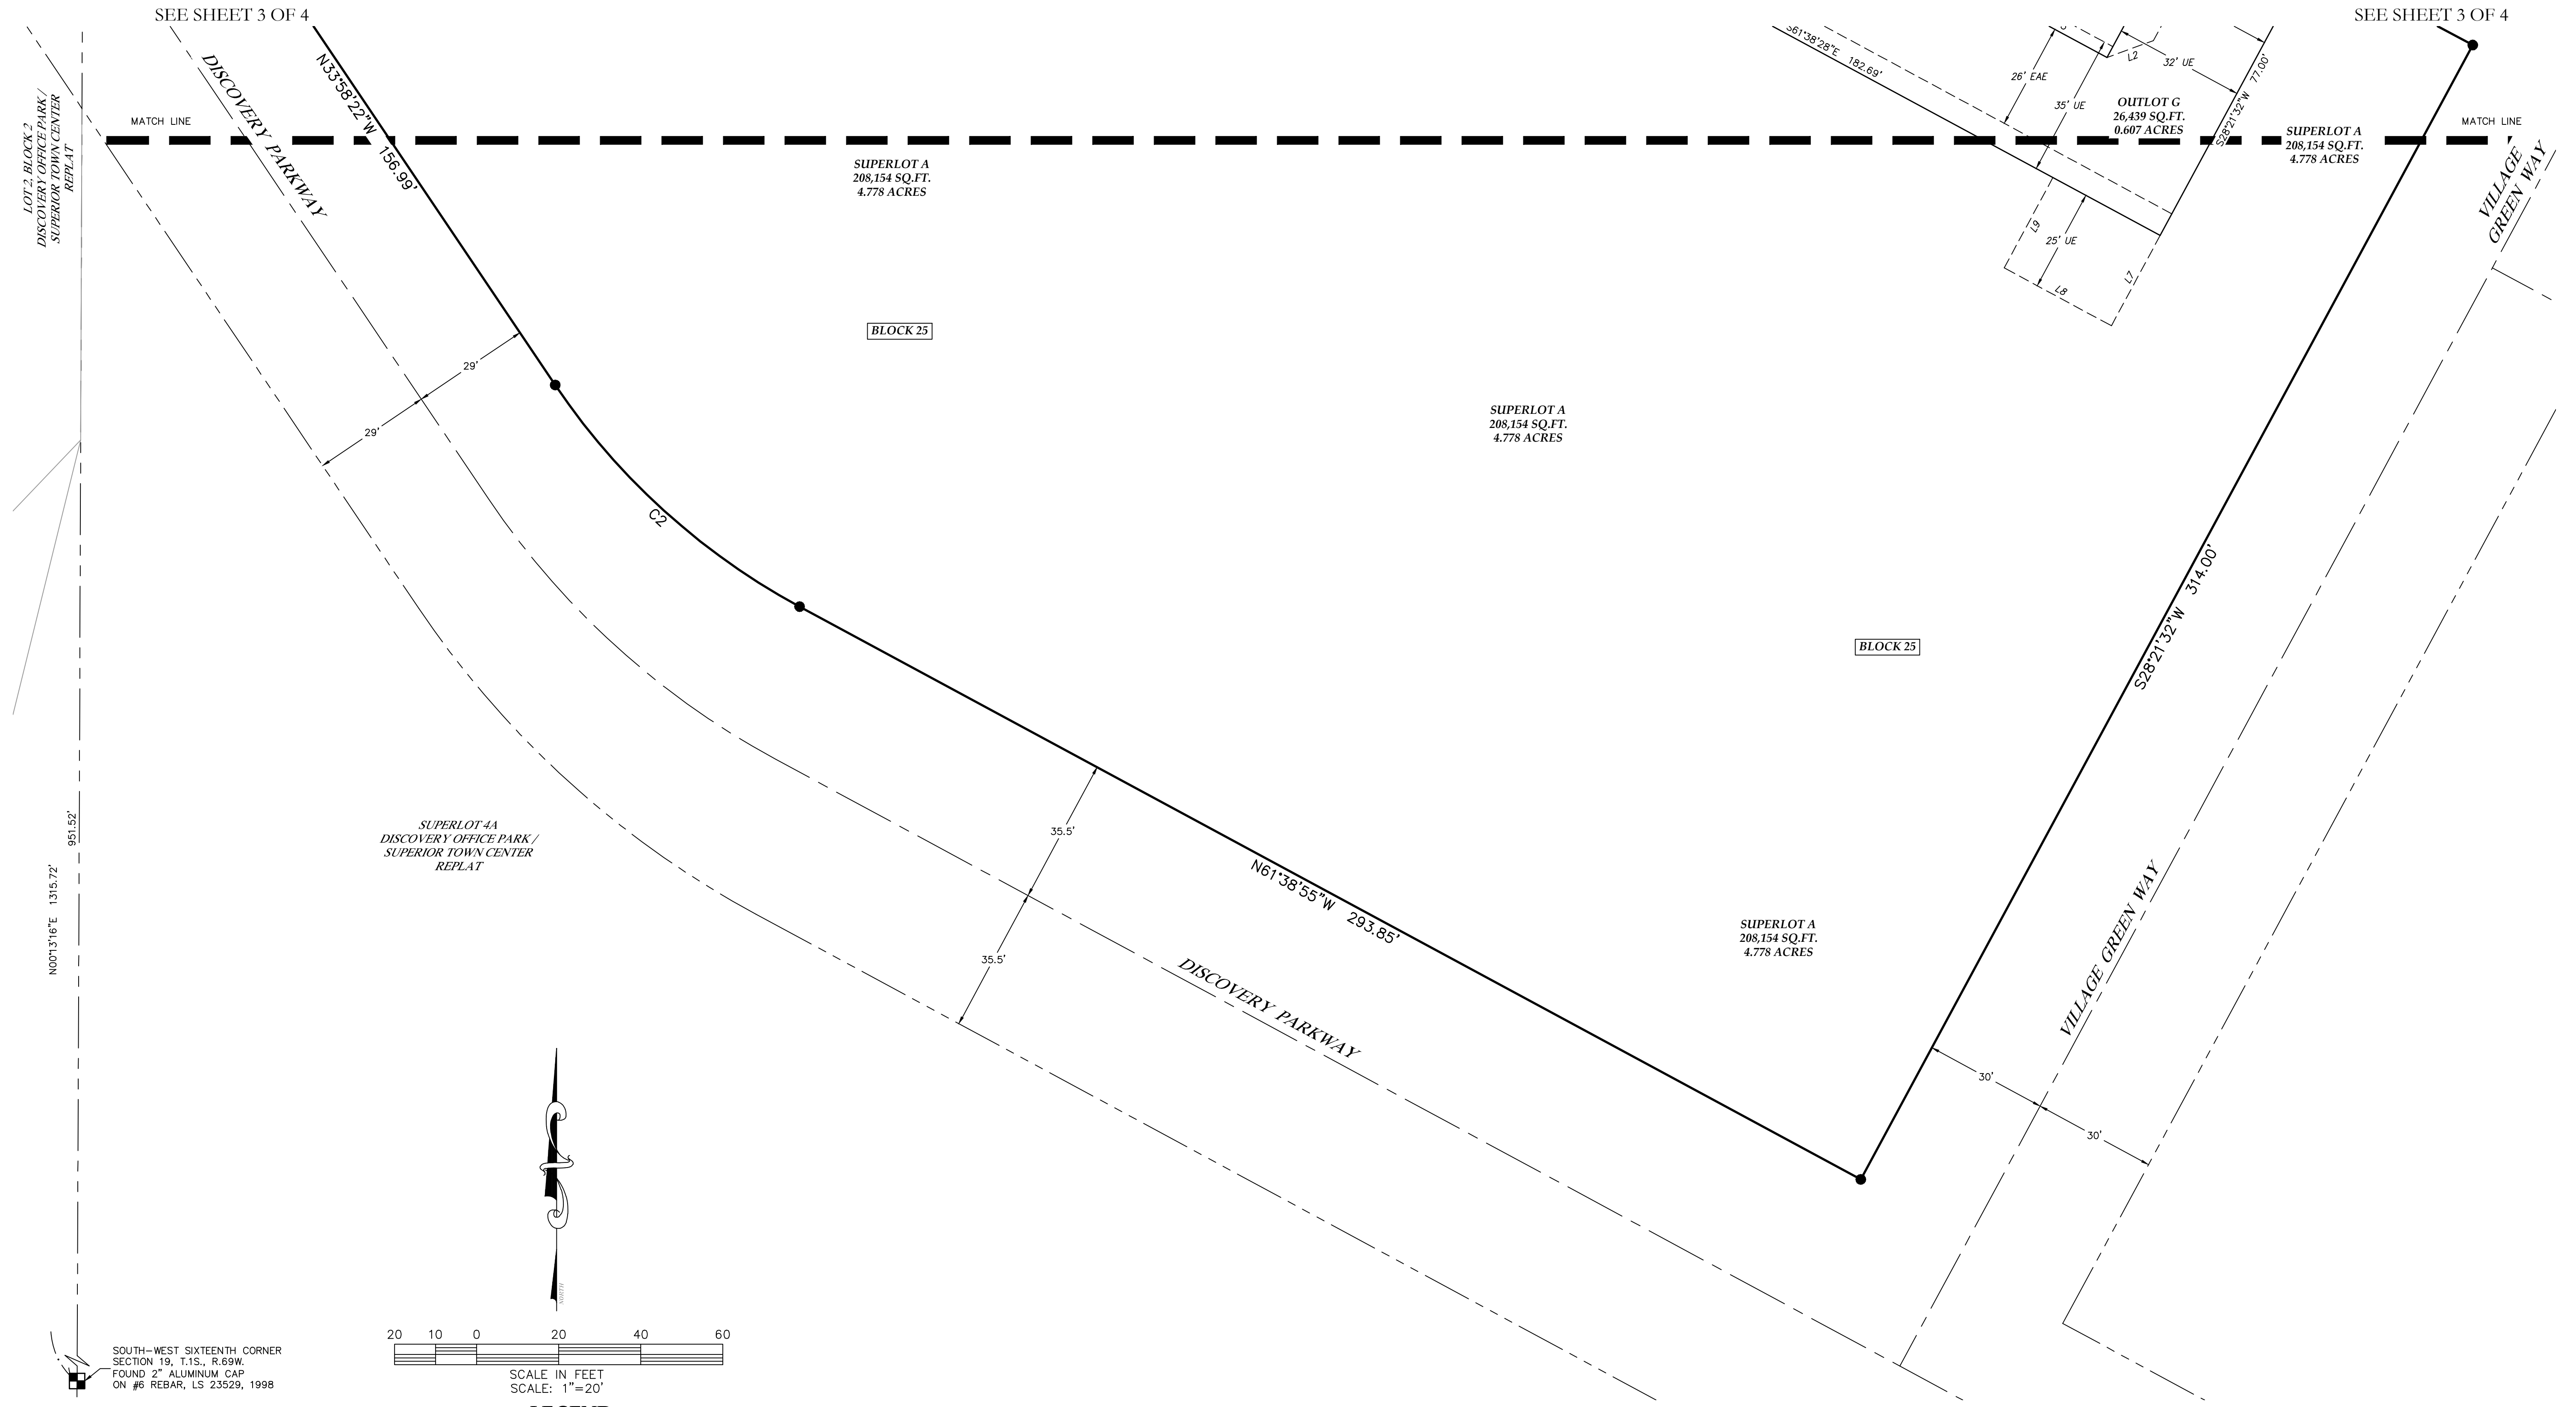 SEE SHEET 3 OF 4
SEE SHEET 3 OF 4
LOT 2, BLOCK 2
DISCOVERY OFFICE PARK /
SUPERIOR TOWN CENTER
REPLAT
MATCH LINE
DISCOVERY PARKWAY
N33°58'22"W 156.99'
SUPERLOT A
208,154 SQ.FT.
4.778 ACRES
S61°38'28"E 182.69'
26' EAE
35' UE
L2
32' UE
S28°21'32"W 77.00'
OUTLOT G
26,439 SQ.FT.
0.607 ACRES
SUPERLOT A
208,154 SQ.FT.
4.778 ACRES
MATCH LINE
VILLAGE
GREEN WAY
L9
25' UE
L7
L8
BLOCK 25
29'
29'
SUPERLOT A
208,154 SQ.FT.
4.778 ACRES
C2
S28°21'32"W 314.00'
BLOCK 25
951.52'
N00°13'16"E 1315.72'
SUPERLOT 4A
DISCOVERY OFFICE PARK /
SUPERIOR TOWN CENTER
REPLAT
35.5'
35.5'
N61°38'55"W 293.85'
DISCOVERY PARKWAY
SUPERLOT A
208,154 SQ.FT.
4.778 ACRES
VILLAGE GREEN WAY
30'
30'
NORTH
20 10 0 20 40 60
SCALE IN FEET
SCALE: 1"=20'
SOUTH-WEST SIXTEENTH CORNER
SECTION 19, T.1S., R.69W.
FOUND 2" ALUMINUM CAP
ON #6 REBAR, LS 23529, 1998
LEGEND